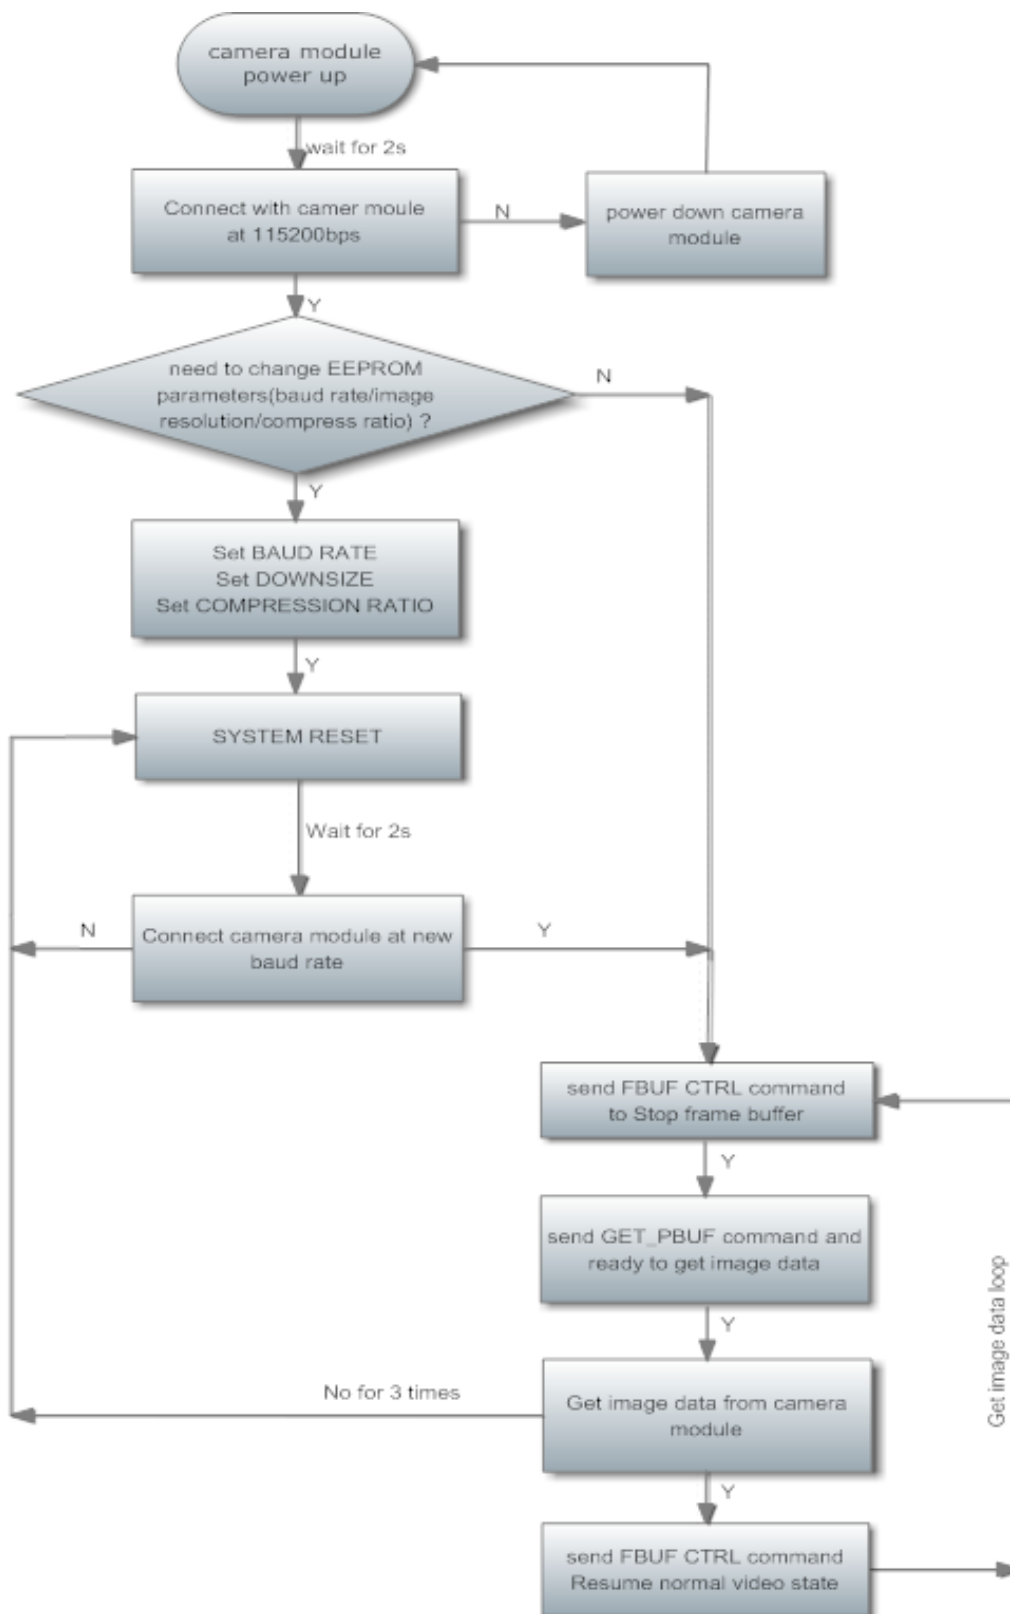 camera module
power up
wait for 2s
Connect with camer moule
at 115200bps
N
power down camera
module
Y
need to change EEPROM
parameters(baud rate/image
resolution/compress ratio) ?
N
Y
Set BAUD RATE
Set DOWNSIZE
Set COMPRESSION RATIO
Y
SYSTEM RESET
Wait for 2s
N
Connect camera module at new
baud rate
Y
send FBUF CTRL command
to Stop frame buffer
Y
send GET_PBUF command and
ready to get image data
Y
Get image data loop
No for 3 times
Get image data from camera
module
Y
send FBUF CTRL command
Resume normal video state